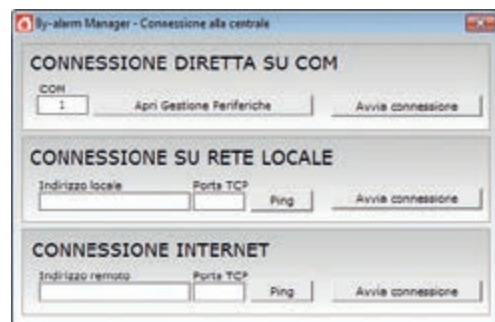 By-alarm Manager - Connessione alla centrale
CONNESSIONE DIRETTA SU COM
COM
1 Apri Gestione Periferiche Avvia connessione
CONNESSIONE SU RETE LOCALE
Indirizzo locale Porta TCP
Ping Avvia connessione
CONNESSIONE INTERNET
Indirizzo remoto Porta TCP
Ping Avvia connessione